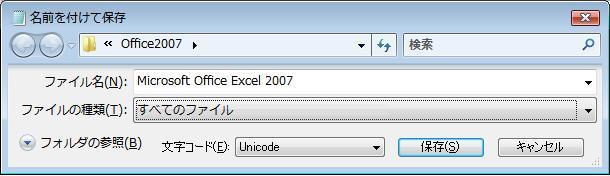 名前を付けて保存
« Office2007
検索
ファイル名(N): Microsoft Office Excel 2007
ファイルの種類(T): すべてのファイル
フォルダの参照(B) 文字コード(E): Unicode 保存(S) キャンセル